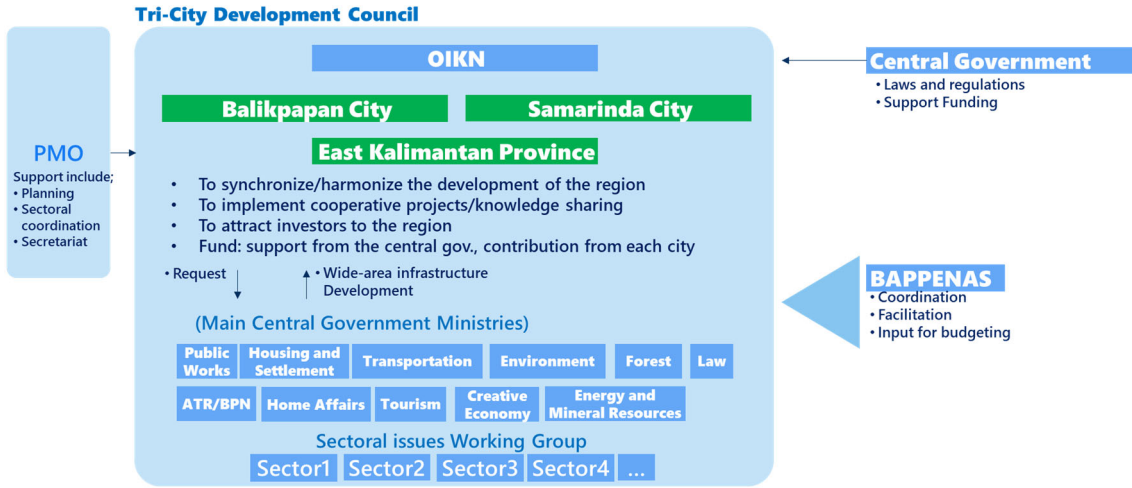 Tri-City Development Council
OIKN
Balikpapan City
Samarinda City
East Kalimantan Province
• To synchronize/harmonize the development of the region
• To implement cooperative projects/knowledge sharing
• To attract investors to the region
• Fund: support from the central gov., contribution from each city
• Request
• Wide-area infrastructure
Development
(Main Central Government Ministries)
Public
Works
Housing and
Settlement
Transportation
Environment
Forest
Law
ATR/BPN
Home Affairs
Tourism
Creative
Economy
Energy and
Mineral Resources
Sectoral issues Working Group
Sector1
Sector2
Sector3
Sector4
...
PMO
Support include;
• Planning
• Sectoral
coordination
• Secretariat
Central Government
• Laws and regulations
• Support Funding
BAPPENAS
• Coordination
• Facilitation
• Input for budgeting